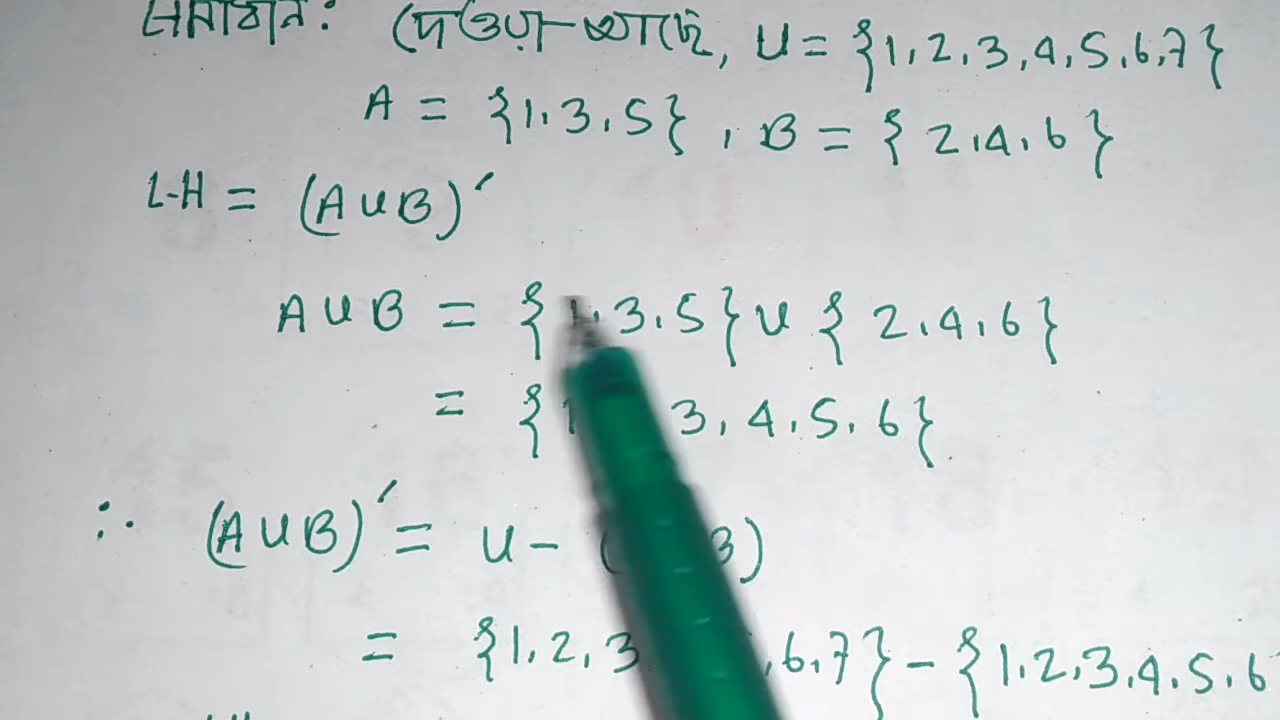 সমাধান: দেওয়া আছে, U = {1, 2, 3, 4, 5, 6, 7}
A = {1, 3, 5}, B = {2, 4, 6}
L-H = (A∪B)′
A∪B = {1, 3, 5} ∪ {2, 4, 6}
= {1 3, 4, 5, 6}
∴ (A∪B)′ = U - ( B)
= {1, 2, 3 , 6, 7} - {1, 2, 3, 4, 5, 6